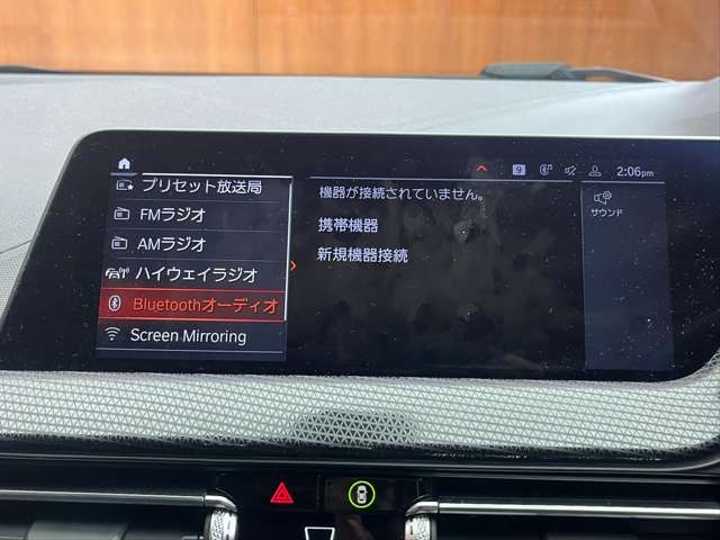 2:06pm
プリセット放送局
FMラジオ
AMラジオ
ハイウェイラジオ
Bluetoothオーディオ
Screen Mirroring
機器が接続されていません。
携帯機器
新規機器接続
サウンド